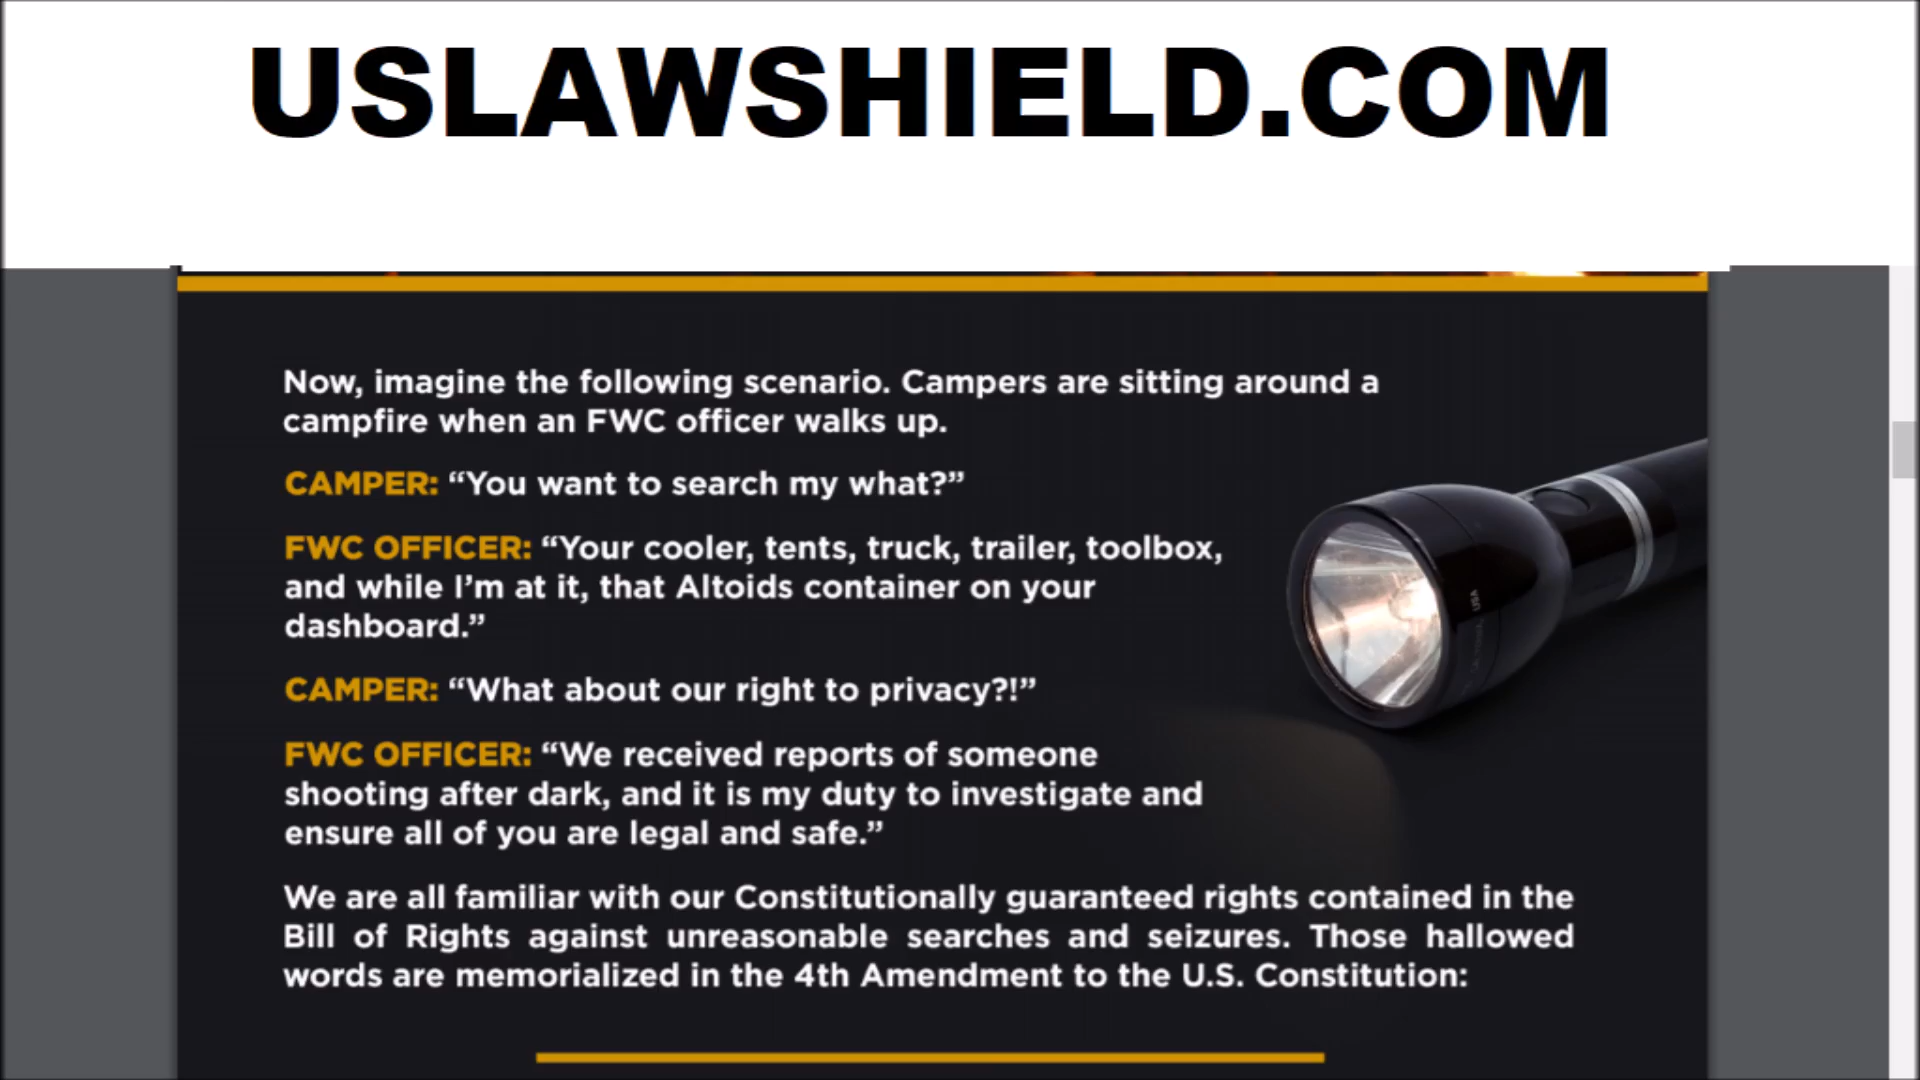 USLAWSHIELD.COM
Now, imagine the following scenario. Campers are sitting around a
campfire when an FWC officer walks up.
CAMPER: “You want to search my what?”
FWC OFFICER: “Your cooler, tents, truck, trailer, toolbox,
and while I’m at it, that Altoids container on your
dashboard.”
CAMPER: “What about our right to privacy?!”
FWC OFFICER: “We received reports of someone
shooting after dark, and it is my duty to investigate and
ensure all of you are legal and safe.”
We are all familiar with our Constitutionally guaranteed rights contained in the
Bill of Rights against unreasonable searches and seizures. Those hallowed
words are memorialized in the 4th Amendment to the U.S. Constitution:
USA